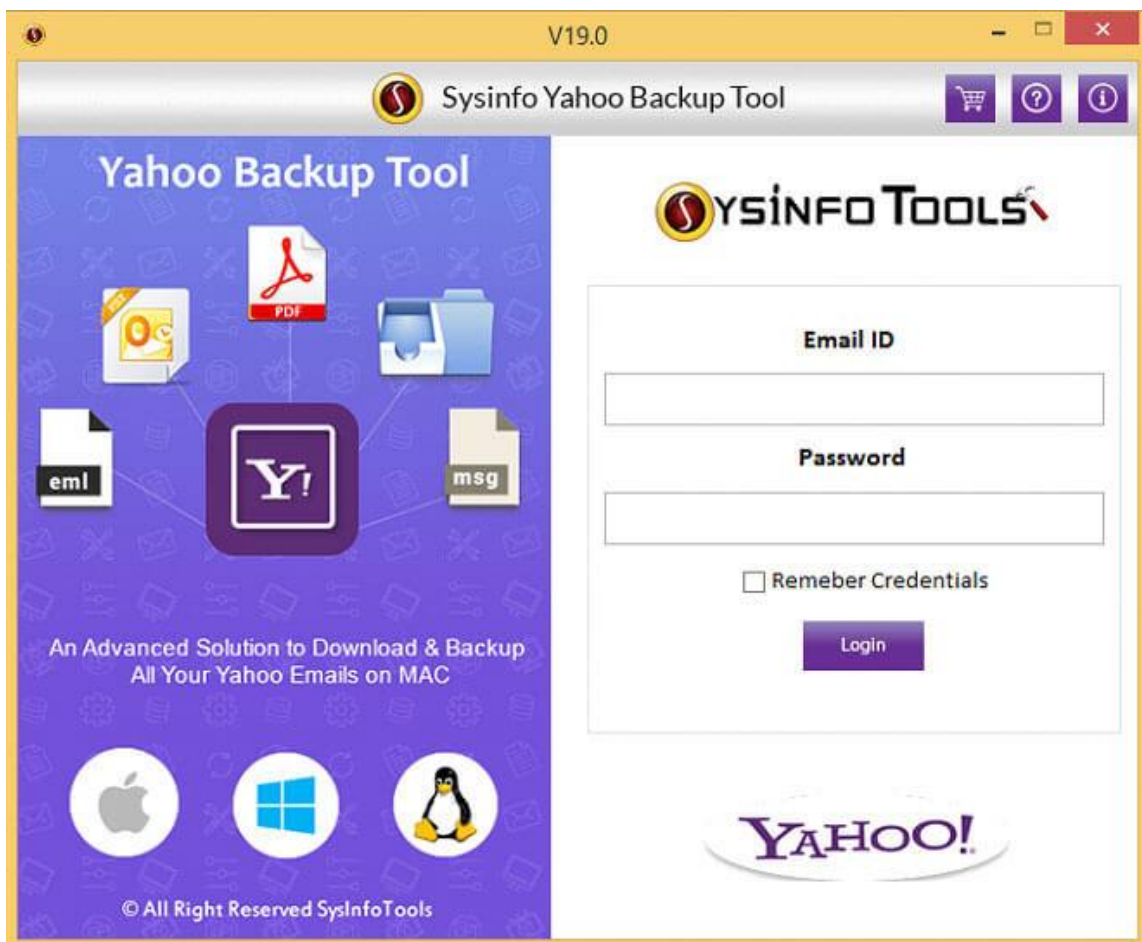 V19.0
Sysinfo Yahoo Backup Tool
Yahoo Backup Tool
PDF
PST
eml
msg
Y!
An Advanced Solution to Download & Backup
All Your Yahoo Emails on MAC
© All Right Reserved SysInfoTools
SYSINFO TOOLS
Email ID
Password
Remeber Credentials
Login
YAHOO!